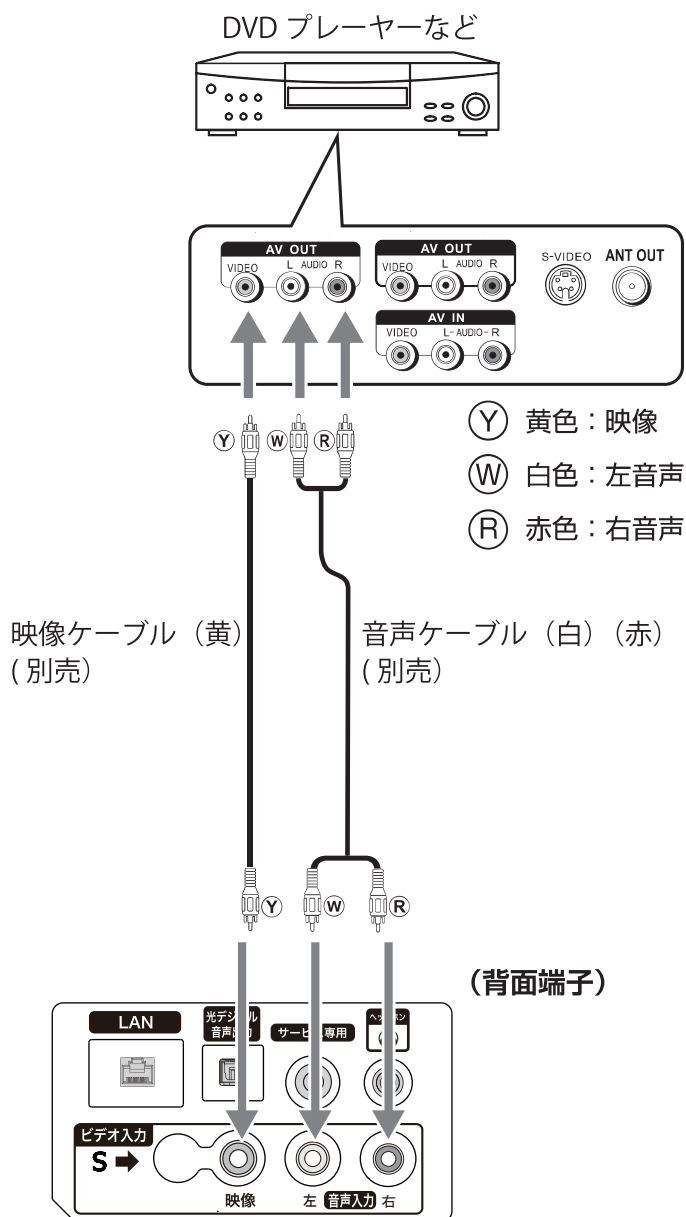 DVD プレーヤーなど
AV OUT
VIDEO L AUDIO R
AV OUT
VIDEO L AUDIO R
S-VIDEO ANT OUT
AV IN
VIDEO L-AUDIO-R
Y W R
Y 黄色：映像
W 白色：左音声
R 赤色：右音声
映像ケーブル（黄）
(別売）
音声ケーブル（白）（赤）
(別売）
Y W R
（背面端子）
LAN
サービス専用
ビデオ入力
S
映像 左 音声入力 右